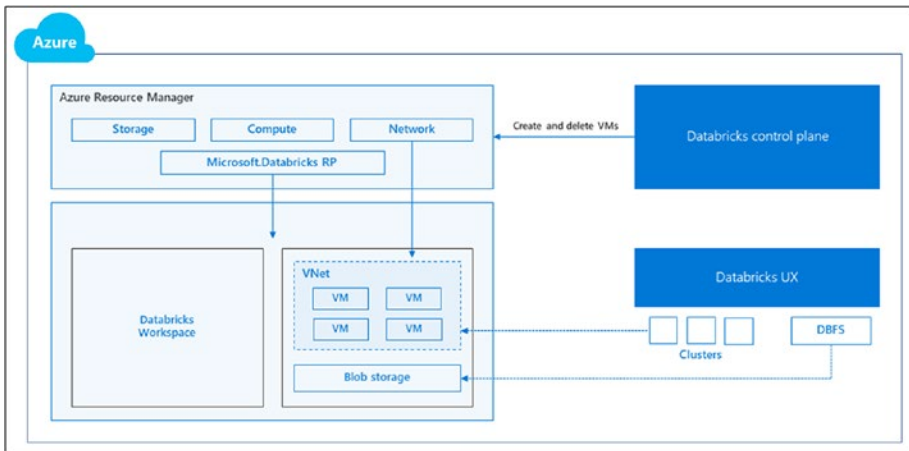 Azure
Azure Resource Manager
Storage
Compute
Network
Microsoft.Databricks RP
Create and delete VMs
Databricks control plane
Databricks
Workspace
VNet
VM
VM
VM
VM
Blob storage
Databricks UX
Clusters
DBFS